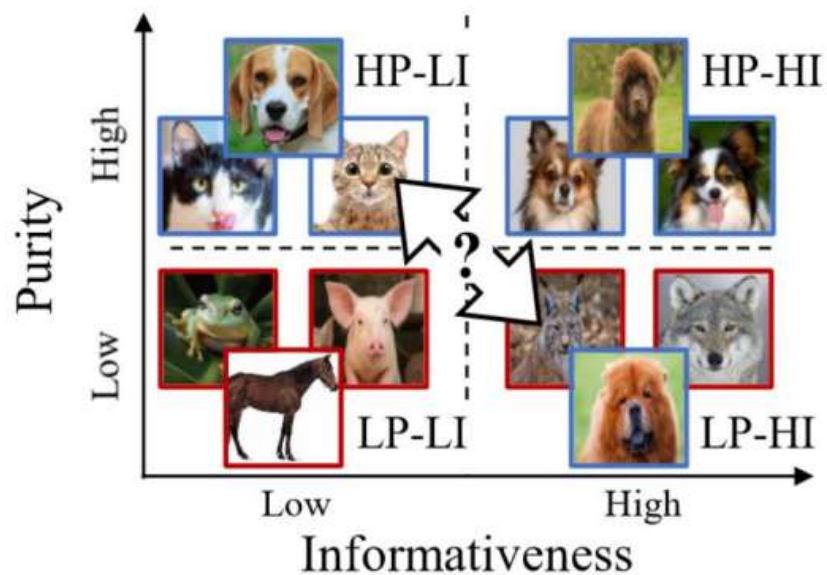 HP-LI
HP-HI
High
Purity
?
Low
LP-LI
LP-HI
Low
High
Informativeness